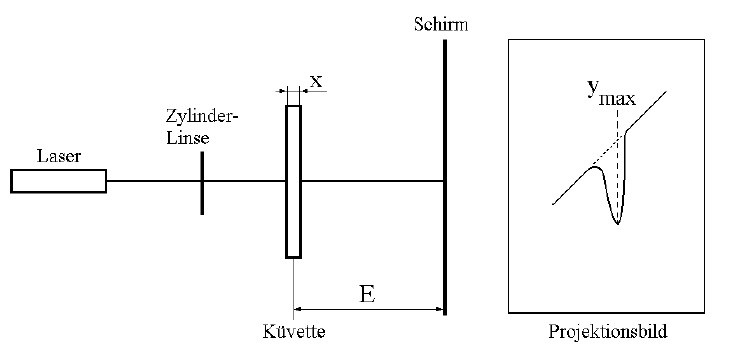 Schirm
x
Zylinder-
Linse
Laser
E
Küvette
y max
Projektionsbild